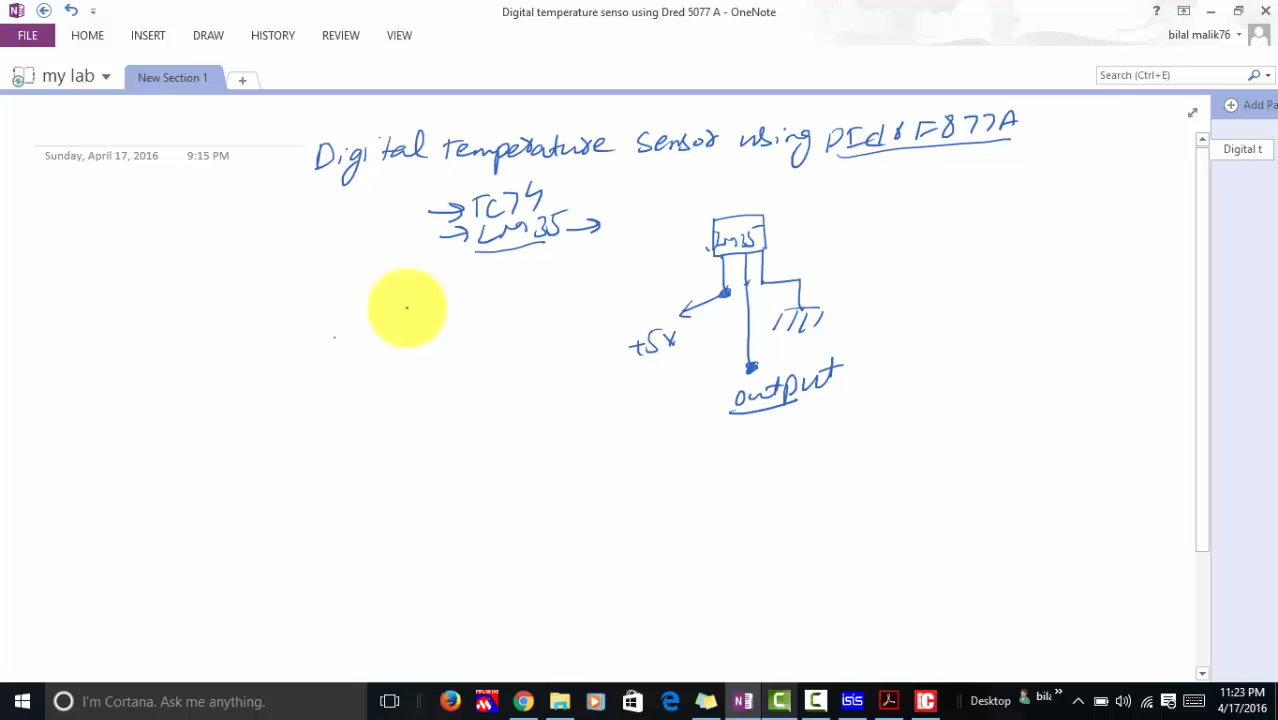 Digital temperature senso using Dred 5077 A - OneNote
?
FILE
HOME
INSERT
DRAW
HISTORY
REVIEW
VIEW
bilal malik76
my lab
New Section 1
+
Search (Ctrl+E)
Add Pa
Digital t
Sunday, April 17, 2016
9:15 PM
Digital temperature sensor using PIC16F877A
→ TC74
→ LM35 →
LM35
+5V
output
I'm Cortana. Ask me anything.
Desktop
bilc
isis
11:23 PM
4/17/2016